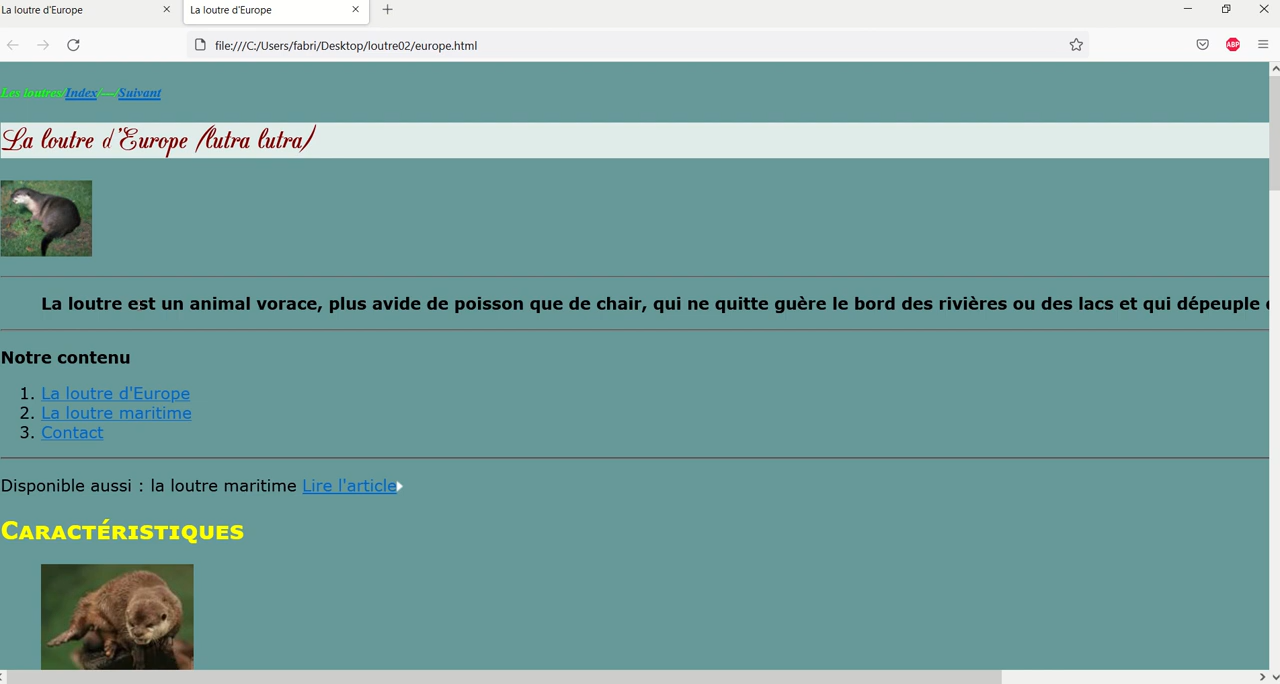 La loutre d'Europe
La loutre d'Europe
file:///C:/Users/fabri/Desktop/loutre02/europe.html
ABP
Les loutres/Index/---/Suivant
La loutre d'Europe (lutra lutra)
La loutre est un animal vorace, plus avide de poisson que de chair, qui ne quitte guère le bord des rivières ou des lacs et qui dépeuple
Notre contenu
1. La loutre d'Europe
2. La loutre maritime
3. Contact
Disponible aussi : la loutre maritime Lire l'article
Caractéristiques